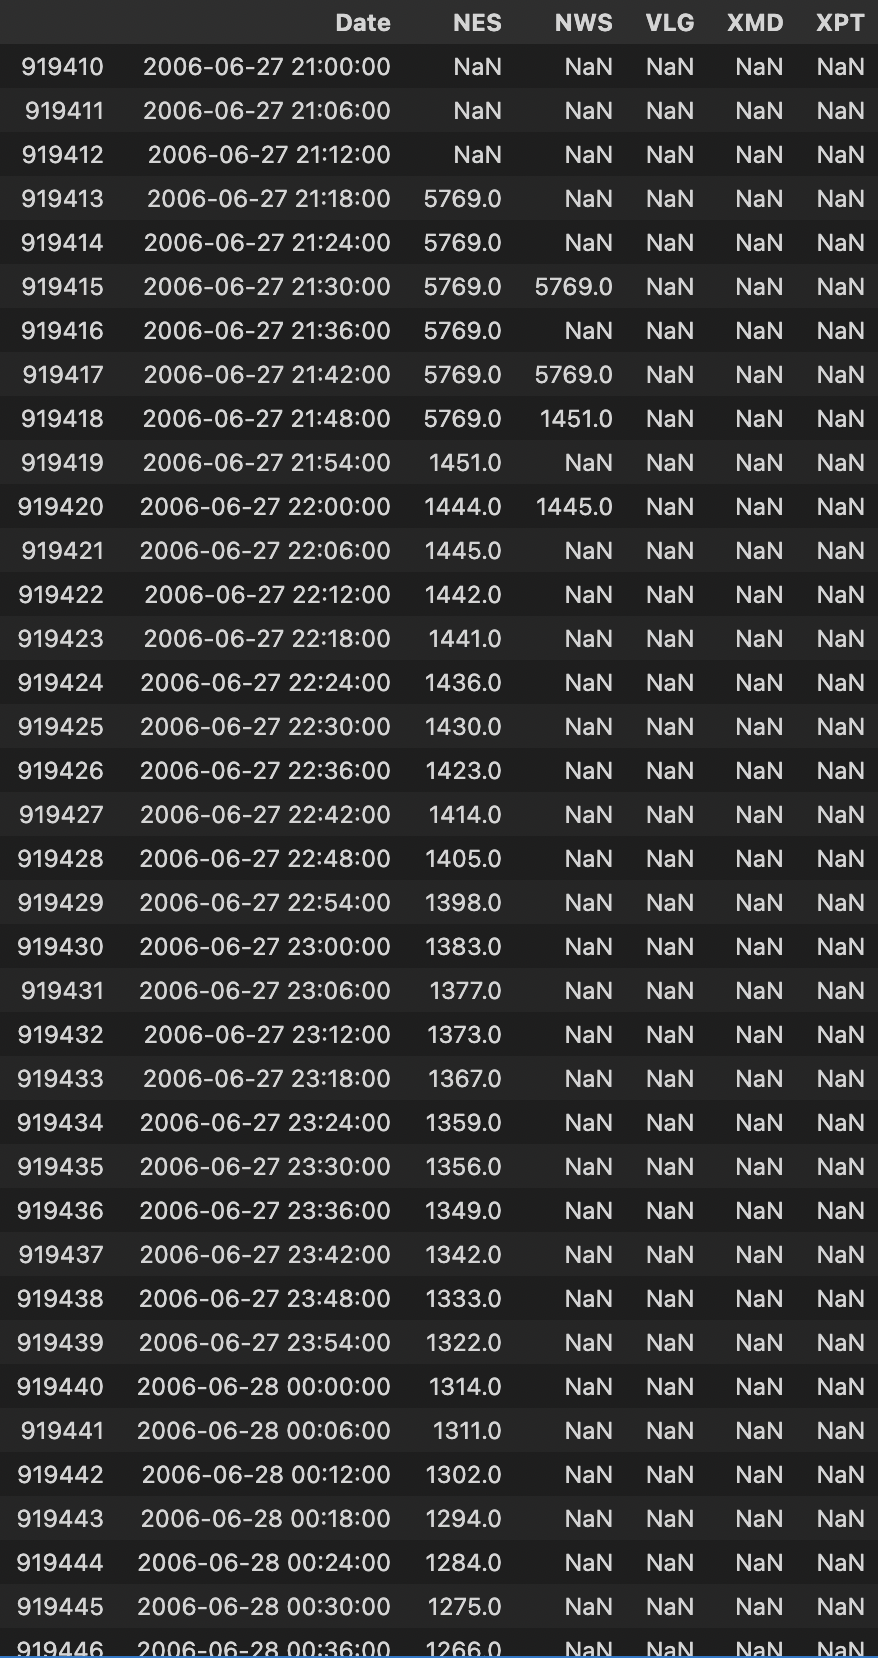 Date NES NWS VLG XMD XPT
919410 2006-06-27 21:00:00 NaN NaN NaN NaN NaN
919411 2006-06-27 21:06:00 NaN NaN NaN NaN NaN
919412 2006-06-27 21:12:00 NaN NaN NaN NaN NaN
919413 2006-06-27 21:18:00 5769.0 NaN NaN NaN NaN
919414 2006-06-27 21:24:00 5769.0 NaN NaN NaN NaN
919415 2006-06-27 21:30:00 5769.0 5769.0 NaN NaN NaN
919416 2006-06-27 21:36:00 5769.0 NaN NaN NaN NaN
919417 2006-06-27 21:42:00 5769.0 5769.0 NaN NaN NaN
919418 2006-06-27 21:48:00 5769.0 1451.0 NaN NaN NaN
919419 2006-06-27 21:54:00 1451.0 NaN NaN NaN NaN
919420 2006-06-27 22:00:00 1444.0 1445.0 NaN NaN NaN
919421 2006-06-27 22:06:00 1445.0 NaN NaN NaN NaN
919422 2006-06-27 22:12:00 1442.0 NaN NaN NaN NaN
919423 2006-06-27 22:18:00 1441.0 NaN NaN NaN NaN
919424 2006-06-27 22:24:00 1436.0 NaN NaN NaN NaN
919425 2006-06-27 22:30:00 1430.0 NaN NaN NaN NaN
919426 2006-06-27 22:36:00 1423.0 NaN NaN NaN NaN
919427 2006-06-27 22:42:00 1414.0 NaN NaN NaN NaN
919428 2006-06-27 22:48:00 1405.0 NaN NaN NaN NaN
919429 2006-06-27 22:54:00 1398.0 NaN NaN NaN NaN
919430 2006-06-27 23:00:00 1383.0 NaN NaN NaN NaN
919431 2006-06-27 23:06:00 1377.0 NaN NaN NaN NaN
919432 2006-06-27 23:12:00 1373.0 NaN NaN NaN NaN
919433 2006-06-27 23:18:00 1367.0 NaN NaN NaN NaN
919434 2006-06-27 23:24:00 1359.0 NaN NaN NaN NaN
919435 2006-06-27 23:30:00 1356.0 NaN NaN NaN NaN
919436 2006-06-27 23:36:00 1349.0 NaN NaN NaN NaN
919437 2006-06-27 23:42:00 1342.0 NaN NaN NaN NaN
919438 2006-06-27 23:48:00 1333.0 NaN NaN NaN NaN
919439 2006-06-27 23:54:00 1322.0 NaN NaN NaN NaN
919440 2006-06-28 00:00:00 1314.0 NaN NaN NaN NaN
919441 2006-06-28 00:06:00 1311.0 NaN NaN NaN NaN
919442 2006-06-28 00:12:00 1302.0 NaN NaN NaN NaN
919443 2006-06-28 00:18:00 1294.0 NaN NaN NaN NaN
919444 2006-06-28 00:24:00 1284.0 NaN NaN NaN NaN
919445 2006-06-28 00:30:00 1275.0 NaN NaN NaN NaN
919446 2006-06-28 00:36:00 1266.0 NaN NaN NaN NaN